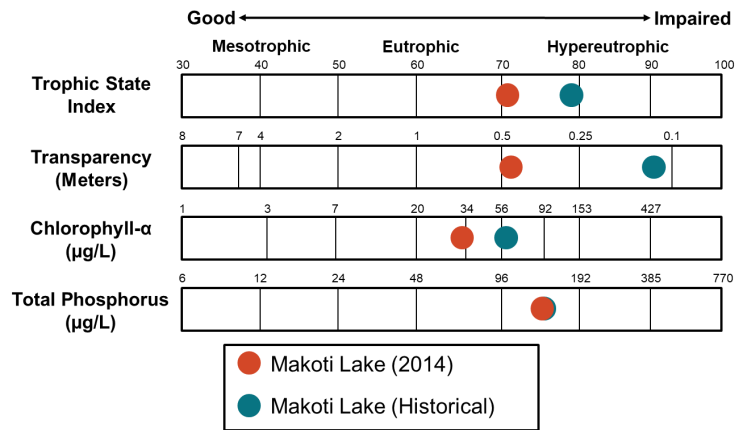 Good Impaired
Mesotrophic Eutrophic Hypereutrophic
30 40 50 60 70 80 90 100
Trophic State
Index
8 7 4 2 1 0.5 0.25 0.1
Transparency
(Meters)
1 3 7 20 34 56 92 153 427
Chlorophyll-α
(µg/L)
6 12 24 48 96 192 385 770
Total Phosphorus
(µg/L)
Makoti Lake (2014)
Makoti Lake (Historical)